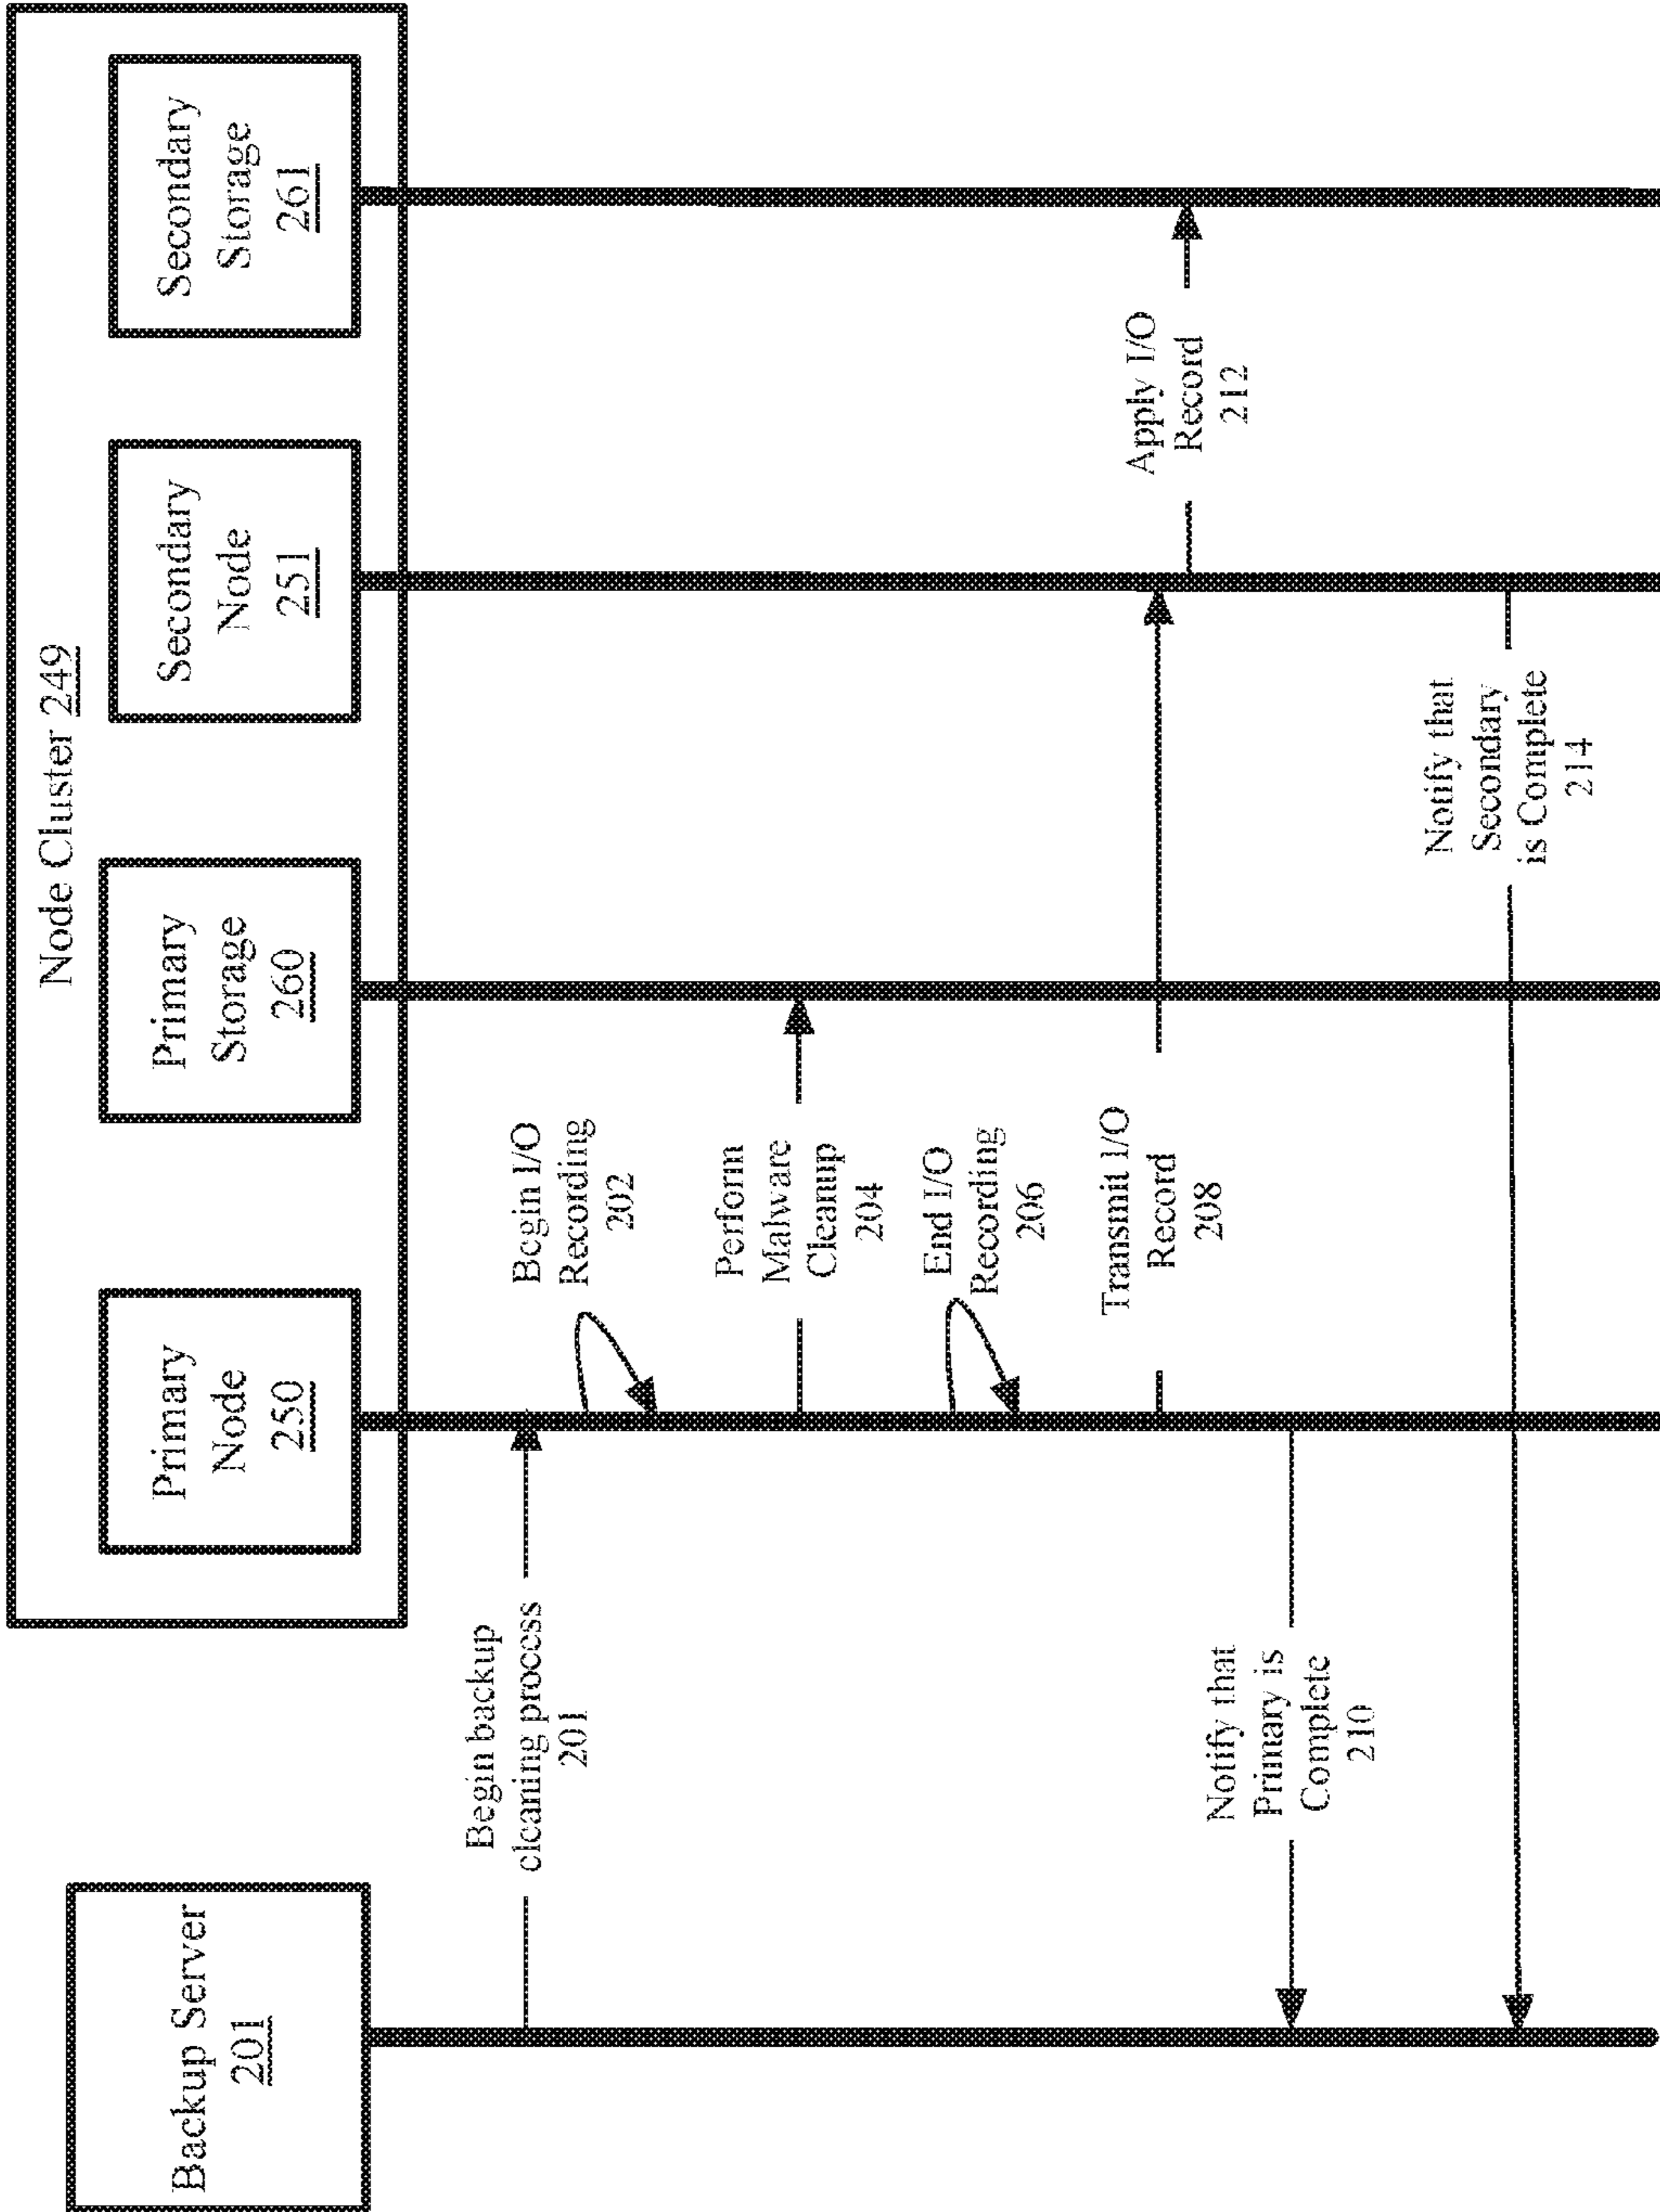 Node Cluster 249
Backup Server
201
Primary
Node
250
Primary
Storage
260
Secondary
Node
251
Secondary
Storage
261
Begin backup
cleaning process
201
Begin I/O
Recording
202
Perform
Malware
Cleanup
204
End I/O
Recording
206
Transmit I/O
Record
208
Apply I/O
Record
212
Notify that
Primary is
Complete
210
Notify that
Secondary
is Complete
214